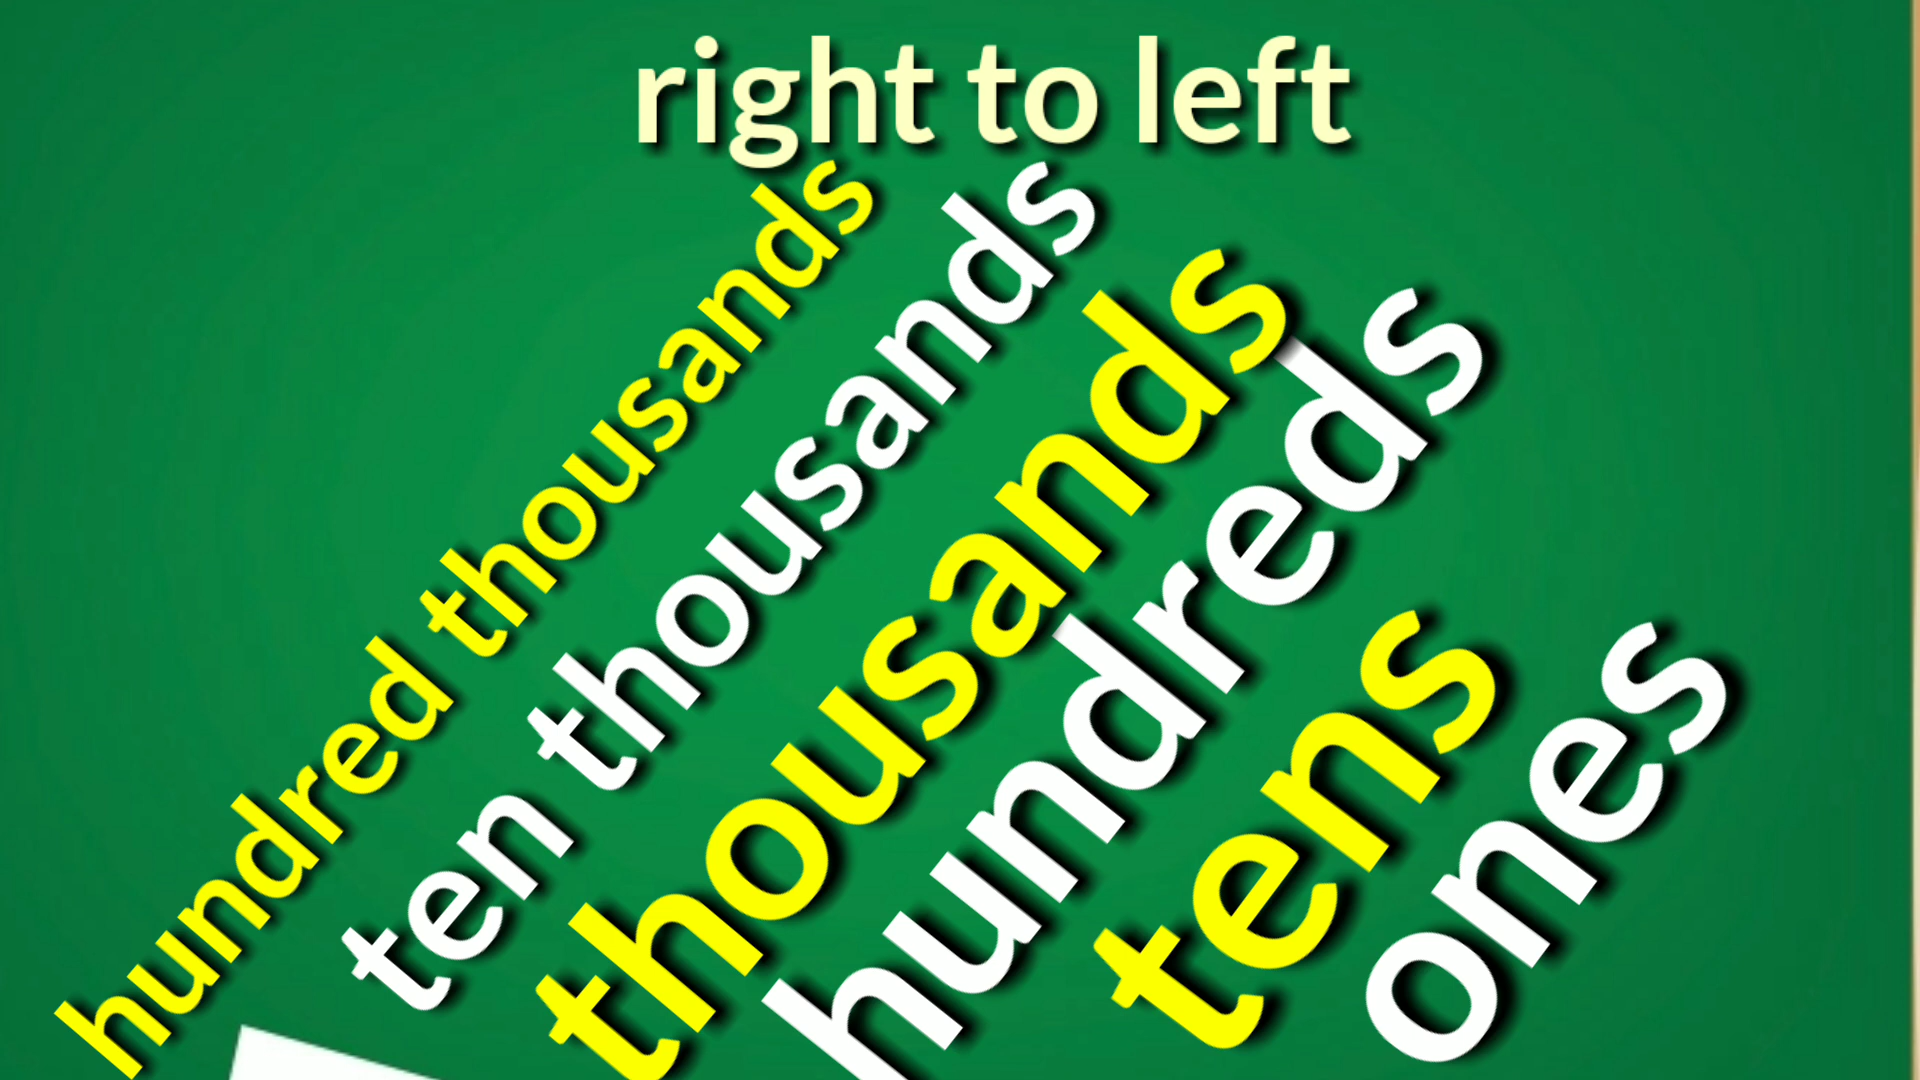 right to left
hundred thousands
ten thousands
thousands
hundreds
tens
ones